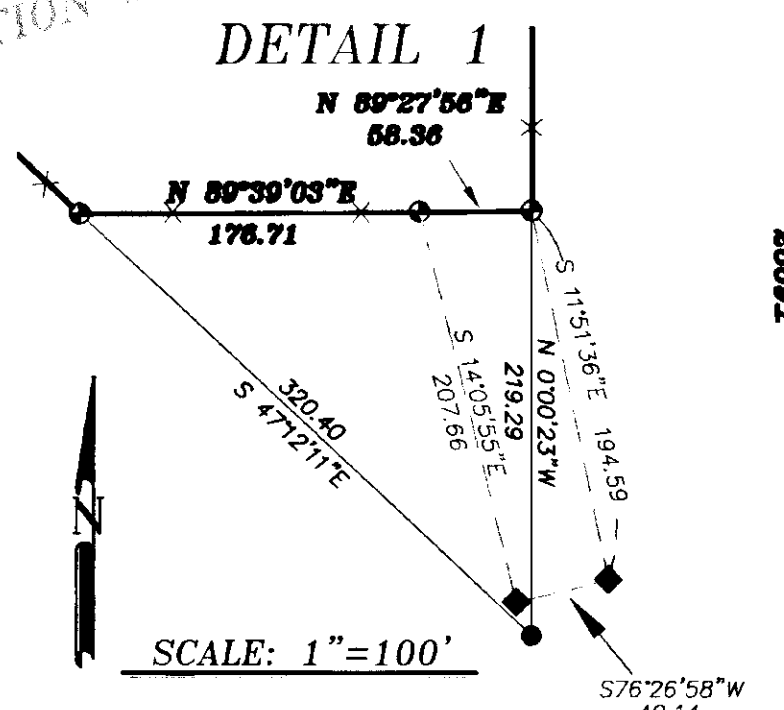 DETAIL 1
N 89°27'56"E
58.36
N 89°39'03"E
176.71
S 11°51'36"E 194.59
N 0°00'23"W
219.29
S 14°05'55"E
207.66
320.40
S 47°12'11"E
N
SCALE: 1"=100'
S76°26'58"W